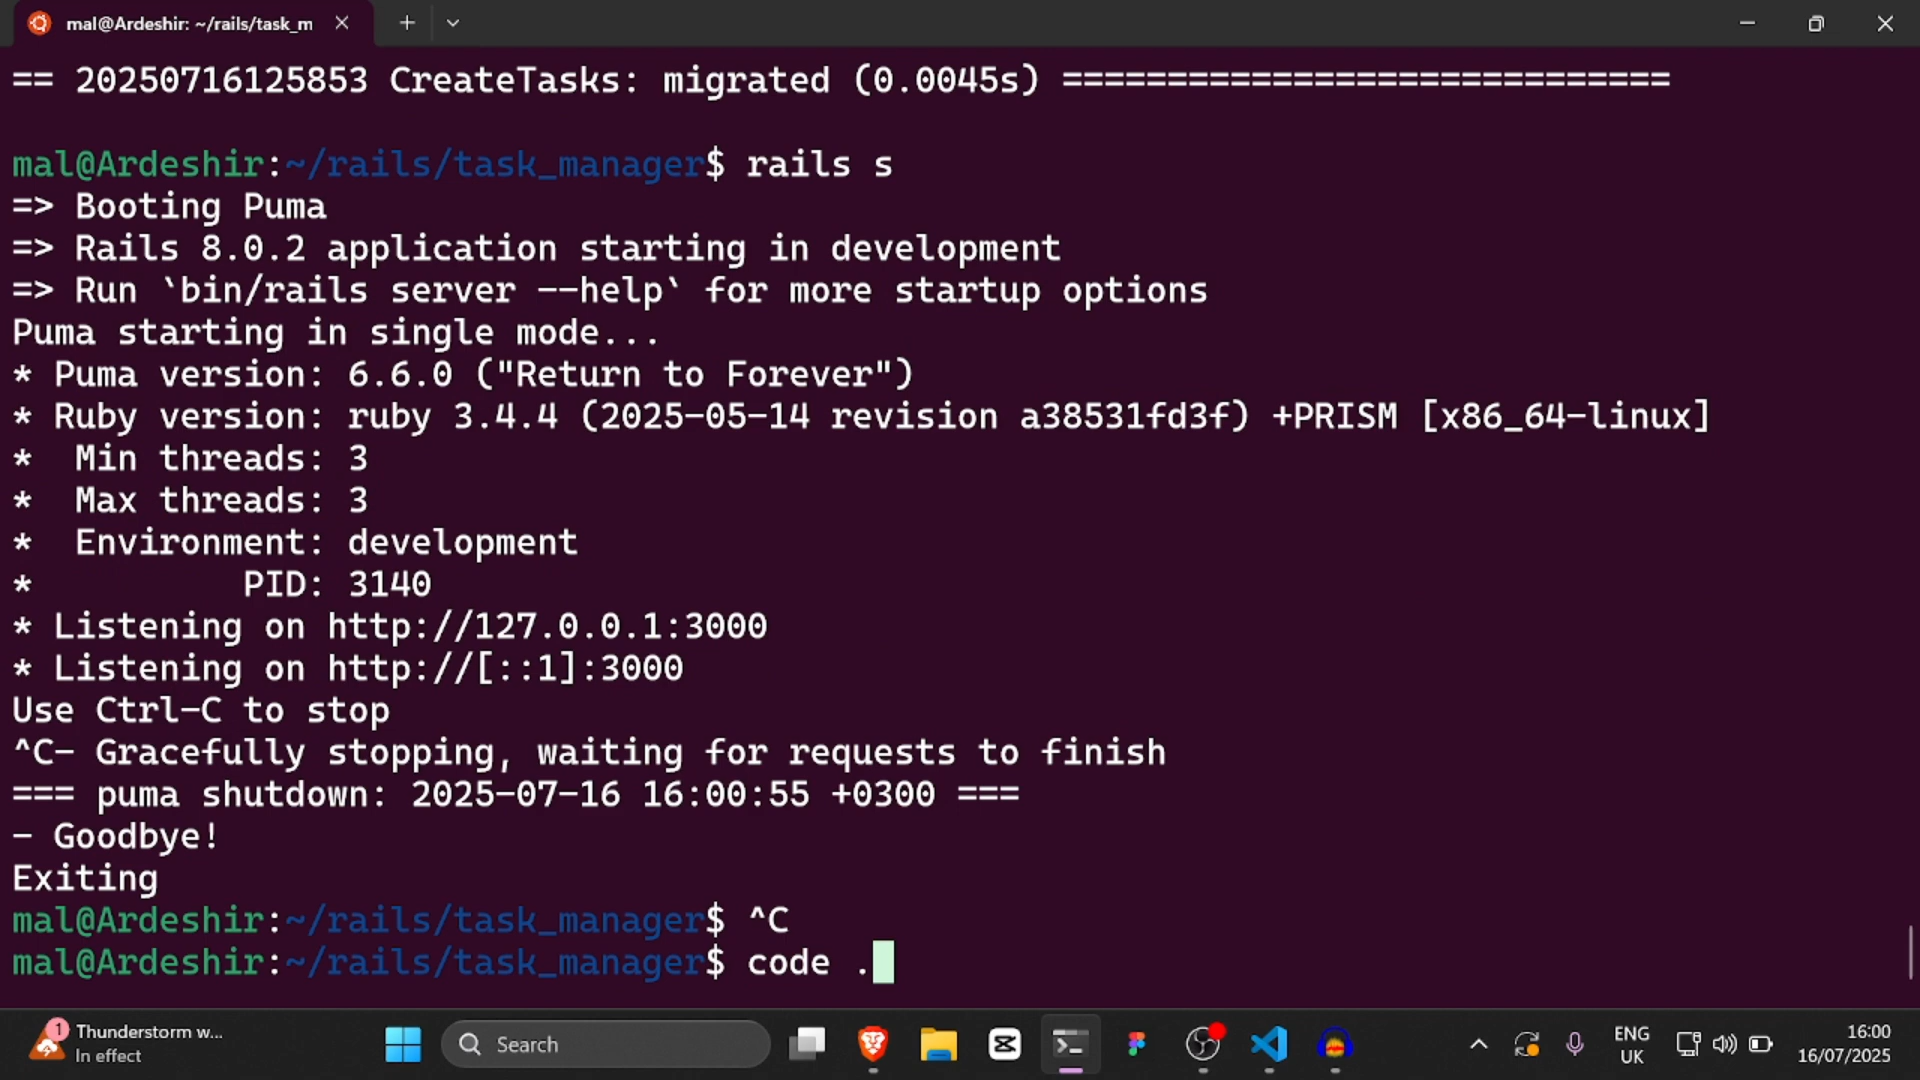 mal@Ardeshir: ~/rails/task_m
== 20250716125853 CreateTasks: migrated (0.0045s) =============================
mal@Ardeshir:~/rails/task_manager$ rails s
=> Booting Puma
=> Rails 8.0.2 application starting in development
=> Run `bin/rails server --help` for more startup options
Puma starting in single mode...
* Puma version: 6.6.0 ("Return to Forever")
* Ruby version: ruby 3.4.4 (2025-05-14 revision a38531fd3f) +PRISM [x86_64-linux]
*  Min threads: 3
*  Max threads: 3
*  Environment: development
*          PID: 3140
* Listening on http://127.0.0.1:3000
* Listening on http://[::1]:3000
Use Ctrl-C to stop
^C- Gracefully stopping, waiting for requests to finish
=== puma shutdown: 2025-07-16 16:00:55 +0300 ===
- Goodbye!
Exiting
mal@Ardeshir:~/rails/task_manager$ ^C
mal@Ardeshir:~/rails/task_manager$ code .
1
Thunderstorm w...
In effect
Search
ENG
UK
16:00
16/07/2025